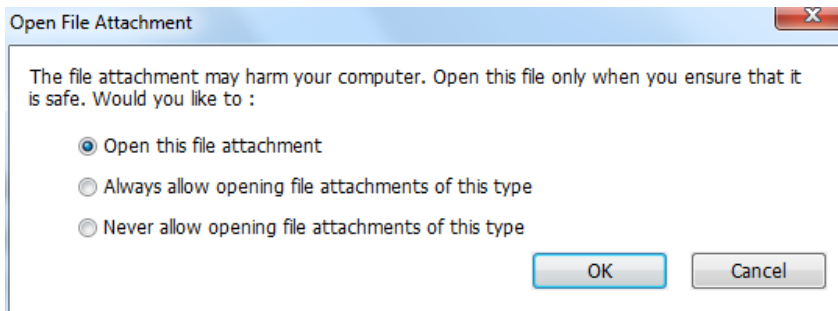 Open File Attachment
The file attachment may harm your computer. Open this file only when you ensure that it
is safe. Would you like to :
Open this file attachment
Always allow opening file attachments of this type
Never allow opening file attachments of this type
OK Cancel